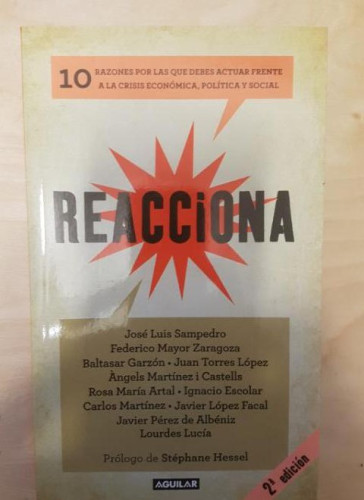 10 RAZONES POR LAS QUE DEBES ACTUAR FRENTE
A LA CRISIS ECONÓMICA, POLÍTICA Y SOCIAL
REACCiONA
José Luis Sampedro
Federico Mayor Zaragoza
Baltasar Garzón • Juan Torres López
Àngels Martínez i Castells
Rosa María Artal • Ignacio Escolar
Carlos Martínez • Javier López Facal
Javier Pérez de Albéniz
Lourdes Lucía
Prólogo de Stéphane Hessel
2ª edición
AGUILAR